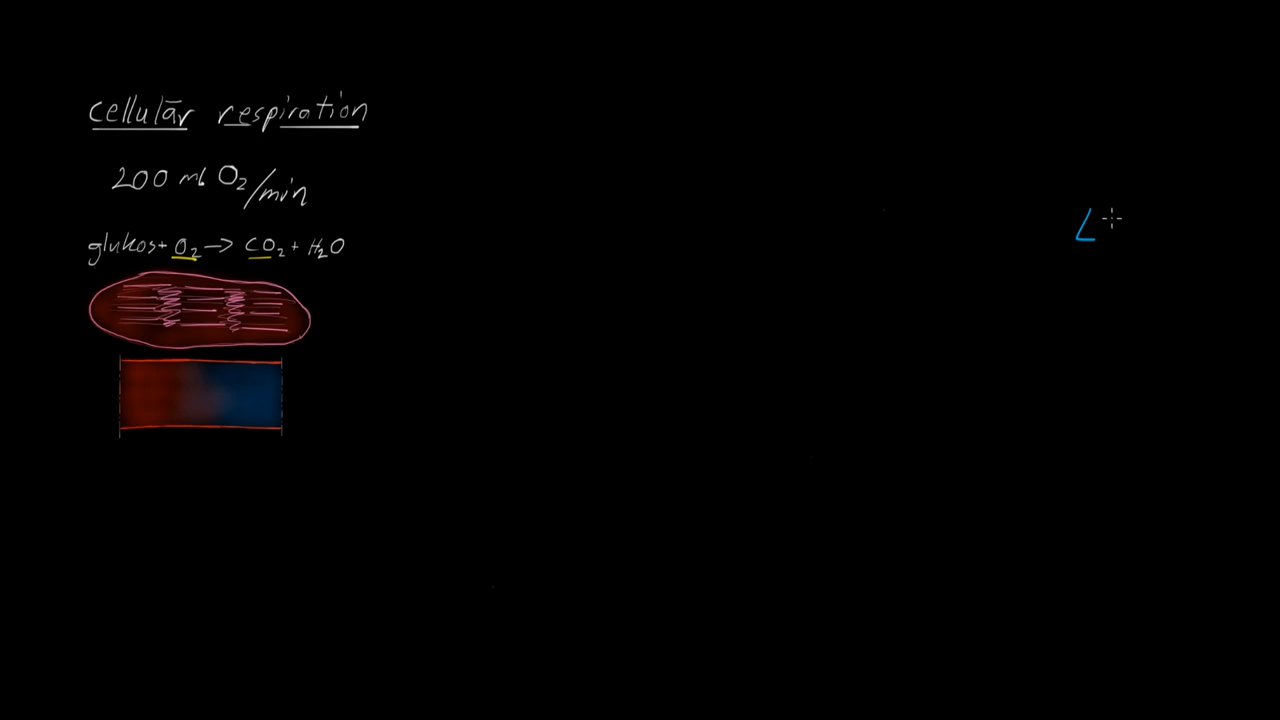 cellulär respiration
200 ml O₂/min
glukos + O₂ → CO₂ + H₂O
L